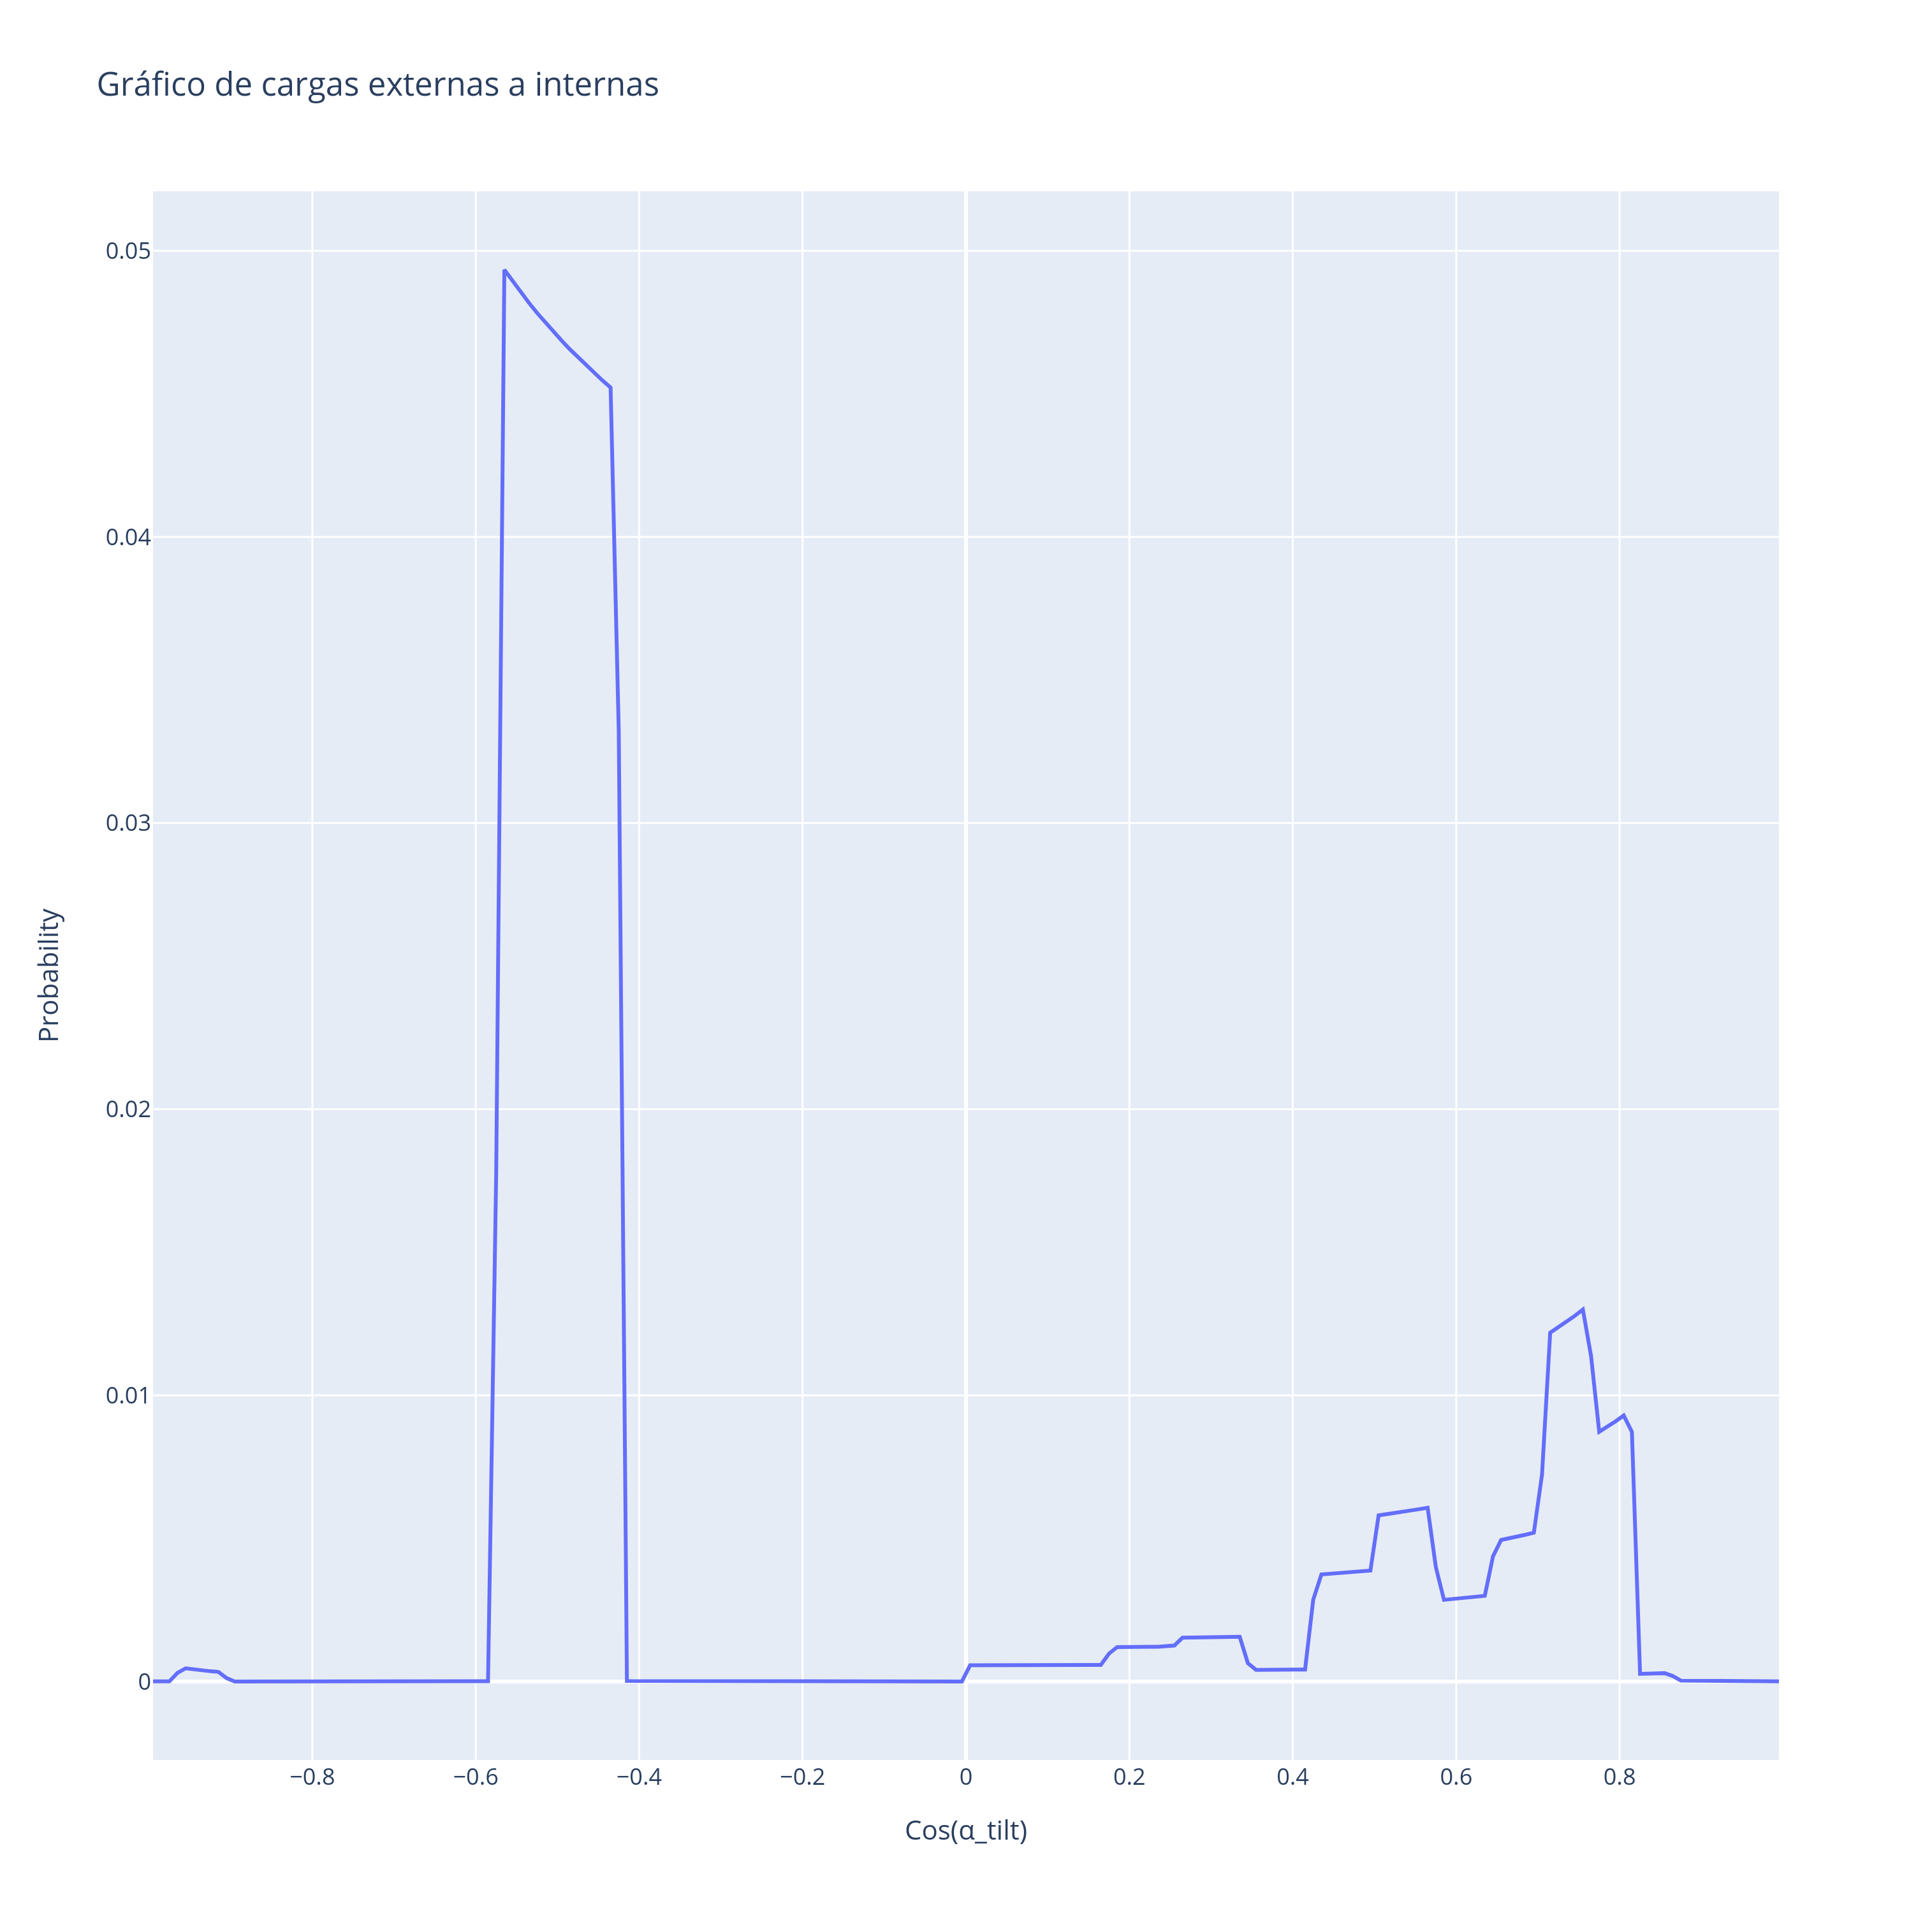 Gráfico de cargas externas a internas
0.05
0.04
0.03
0.02
0.01
0
Probability
−0.8 −0.6 −0.4 −0.2 0 0.2 0.4 0.6 0.8
Cos(α_tilt)